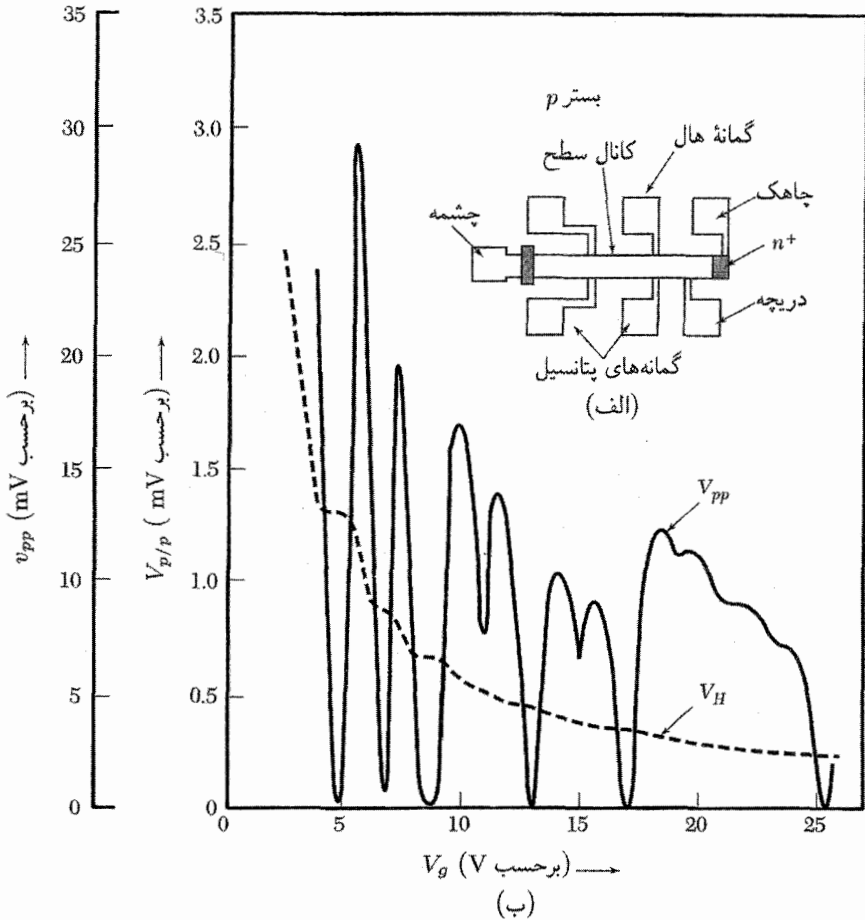 35
30
25
20
15
10
5
0
v_pp (برحسب mV)
3.5
3.0
2.5
2.0
1.5
1.0
0.5
0
V_p/p (برحسب mV)
بستر p
گمانهٔ هال
کانال سطح
چاهک
چشمه
n⁺
دریچه
گمانه‌های پتانسیل
(الف)
V_pp
V_H
0 5 10 15 20 25
V_g (برحسب V)
(ب)